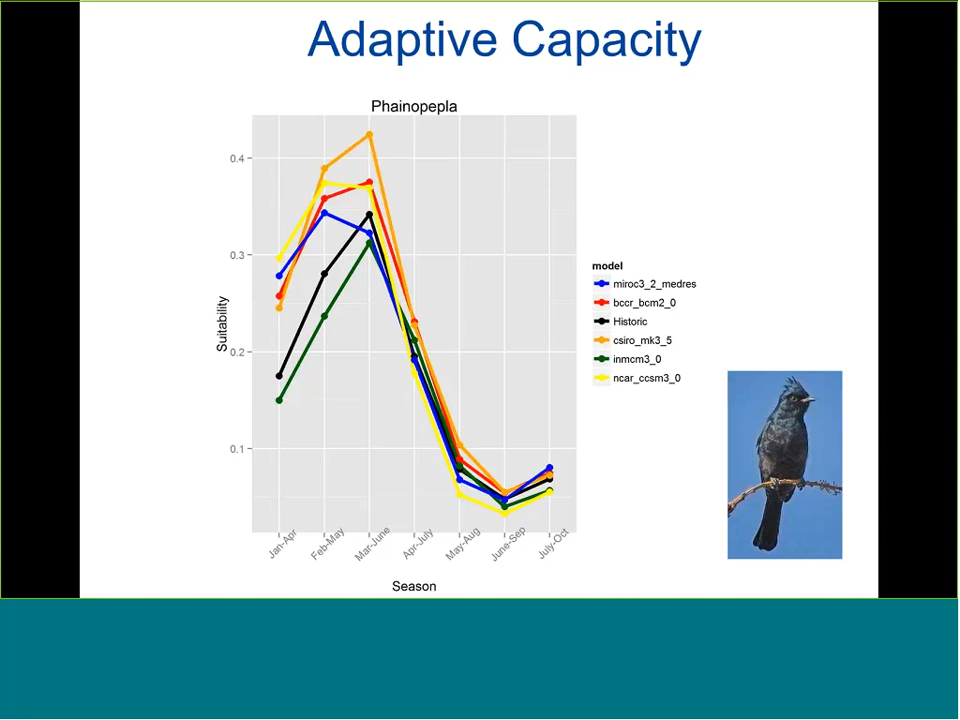 Adaptive Capacity
Phainopepla
0.4
0.3
0.2
0.1
Suitability
Jan-Apr
Feb-May
Mar-June
Apr-July
May-Aug
June-Sep
July-Oct
Season
model
miroc3_2_medres
bccr_bcm2_0
Historic
csiro_mk3_5
inmcm3_0
ncar_ccsm3_0